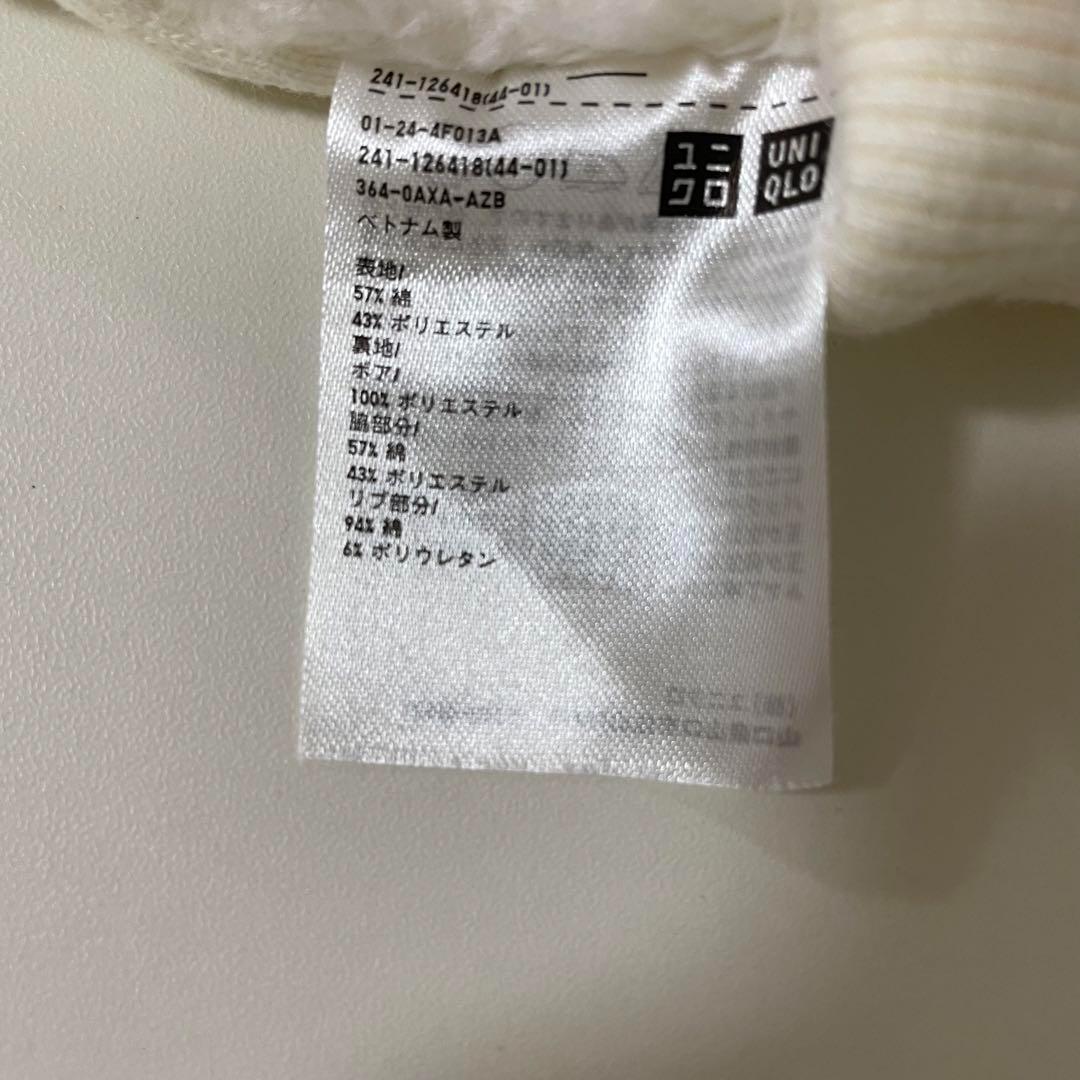 241-126418(44-01)
01-24-4F013A
241-126418(44-01)
364-0AXA-AZB
ベトナム製
ユニ
クロ
UNI
QLO
表地/
57% 綿
43% ポリエステル
裏地/
ボア/
100% ポリエステル
脇部分/
57% 綿
43% ポリエステル
リブ部分/
94% 綿
6% ポリウレタン